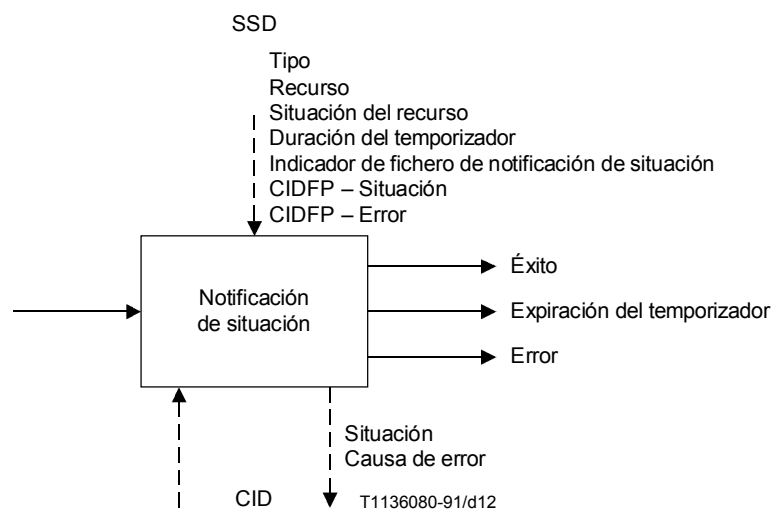 SSD
Tipo
Recurso
Situación del recurso
Duración del temporizador
Indicador de fichero de notificación de situación
CIDFP – Situación
CIDFP – Error
Notificación
de situación
Éxito
Expiración del temporizador
Error
Situación
Causa de error
CID
T1136080-91/d12